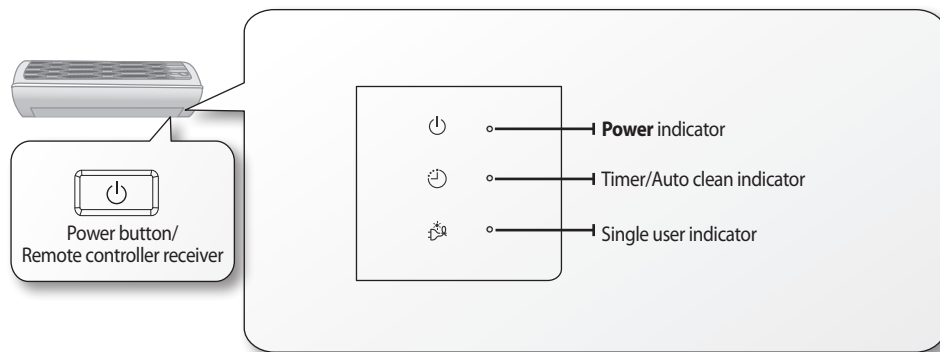 Power indicator
Timer/Auto clean indicator
Single user indicator
Power button/
Remote controller receiver